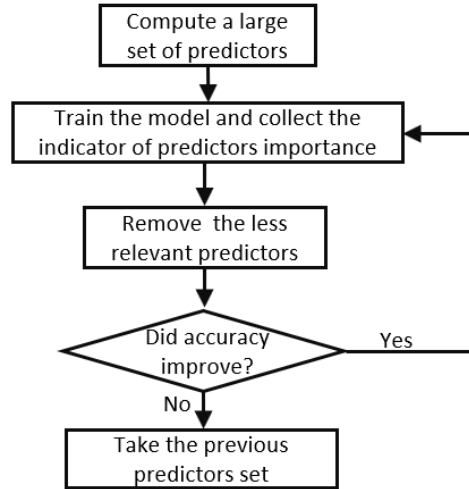 Compute a large
set of predictors
Train the model and collect the
indicator of predictors importance
Remove the less
relevant predictors
Did accuracy
improve?
Yes
No
Take the previous
predictors set